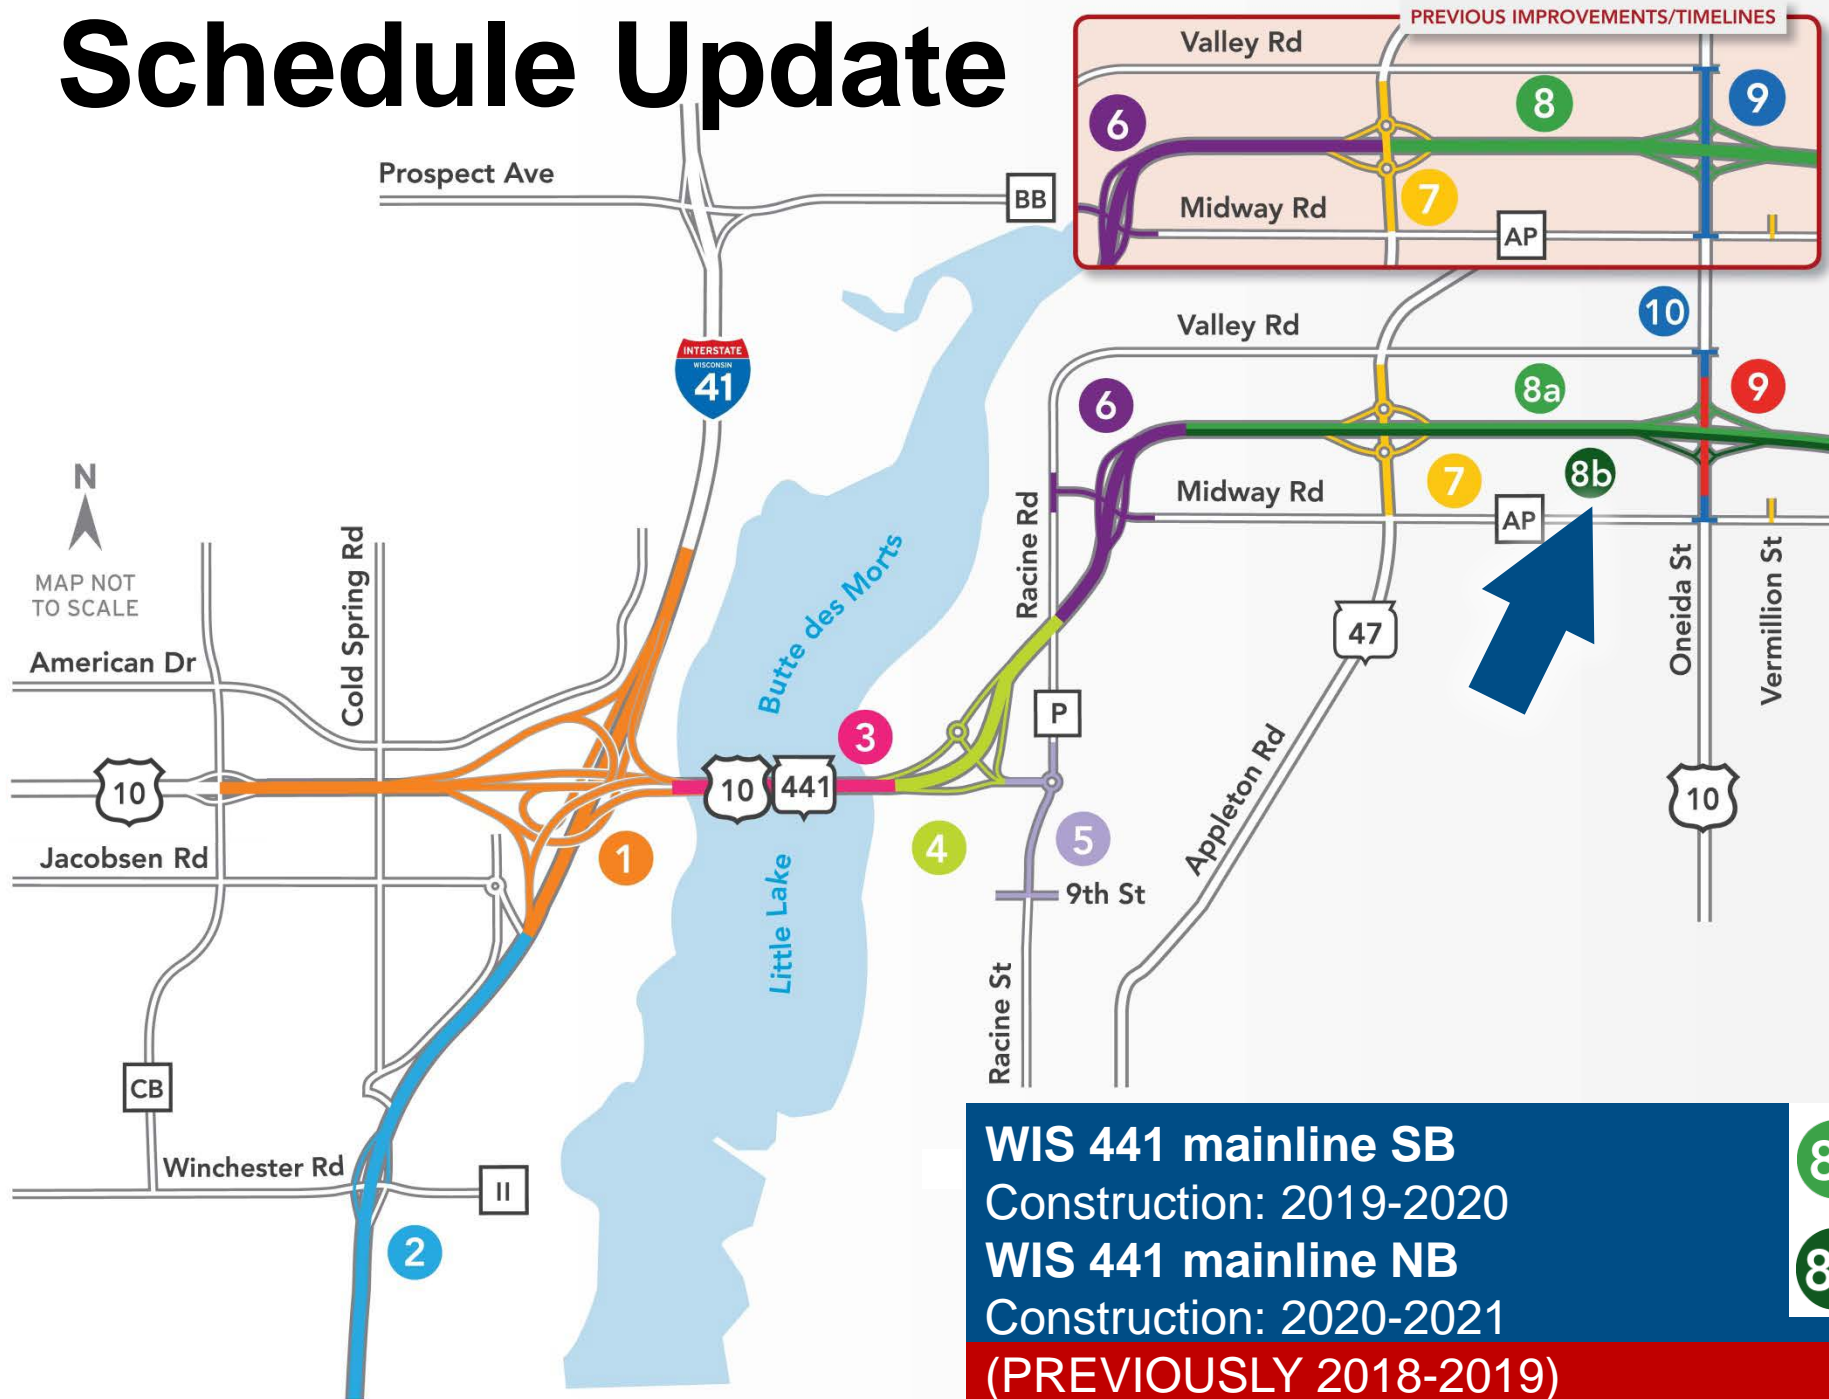 Schedule Update
PREVIOUS IMPROVEMENTS/TIMELINES
Valley Rd
6
8
9
7
Midway Rd
AP
Prospect Ave
BB
INTERSTATE
WISCONSIN
41
10
Valley Rd
6
8a
9
8b
7
Midway Rd
AP
N
MAP NOT
TO SCALE
Cold Spring Rd
American Dr
Butte des Morts
Racine Rd
47
Oneida St
Vermillion St
P
3
10
10
441
10
Appleton Rd
1
4
5
Jacobsen Rd
9th St
Little Lake
Racine St
CB
Winchester Rd
II
2
WIS 441 mainline SB
Construction: 2019-2020
8
WIS 441 mainline NB
Construction: 2020-2021
8
(PREVIOUSLY 2018-2019)